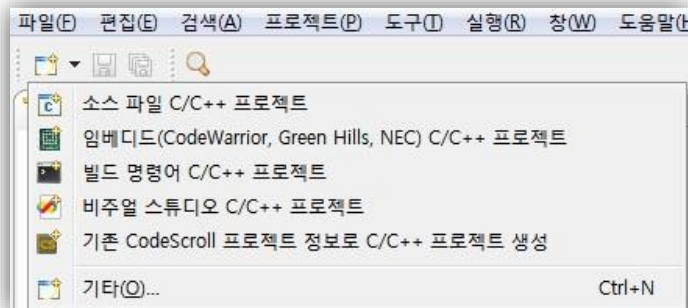 파일(F) 편집(E) 검색(A) 프로젝트(P) 도구(T) 실행(R) 창(W) 도움말(H
소스 파일 C/C++ 프로젝트
임베디드(CodeWarrior, Green Hills, NEC) C/C++ 프로젝트
빌드 명령어 C/C++ 프로젝트
비주얼 스튜디오 C/C++ 프로젝트
기존 CodeScroll 프로젝트 정보로 C/C++ 프로젝트 생성
기타(O)... Ctrl+N